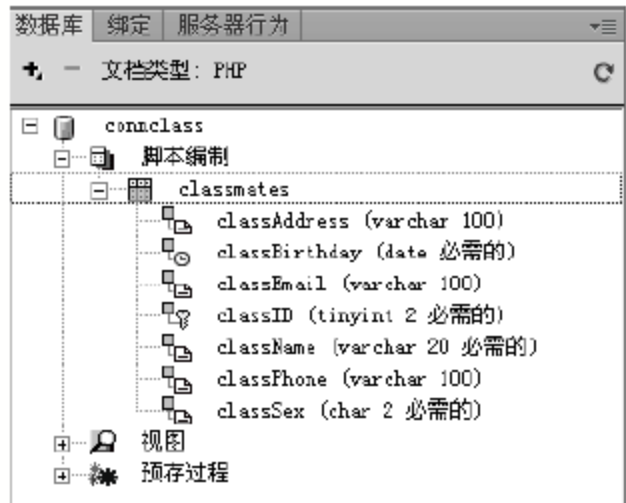 数据库 绑定 服务器行为
文档类型: PHP
connclass
脚本编制
classmates
classAddress (varchar 100)
classBirthday (date 必需的)
classEmail (varchar 100)
classID (tinyint 2 必需的)
className (varchar 20 必需的)
classPhone (varchar 100)
classSex (char 2 必需的)
视图
预存过程